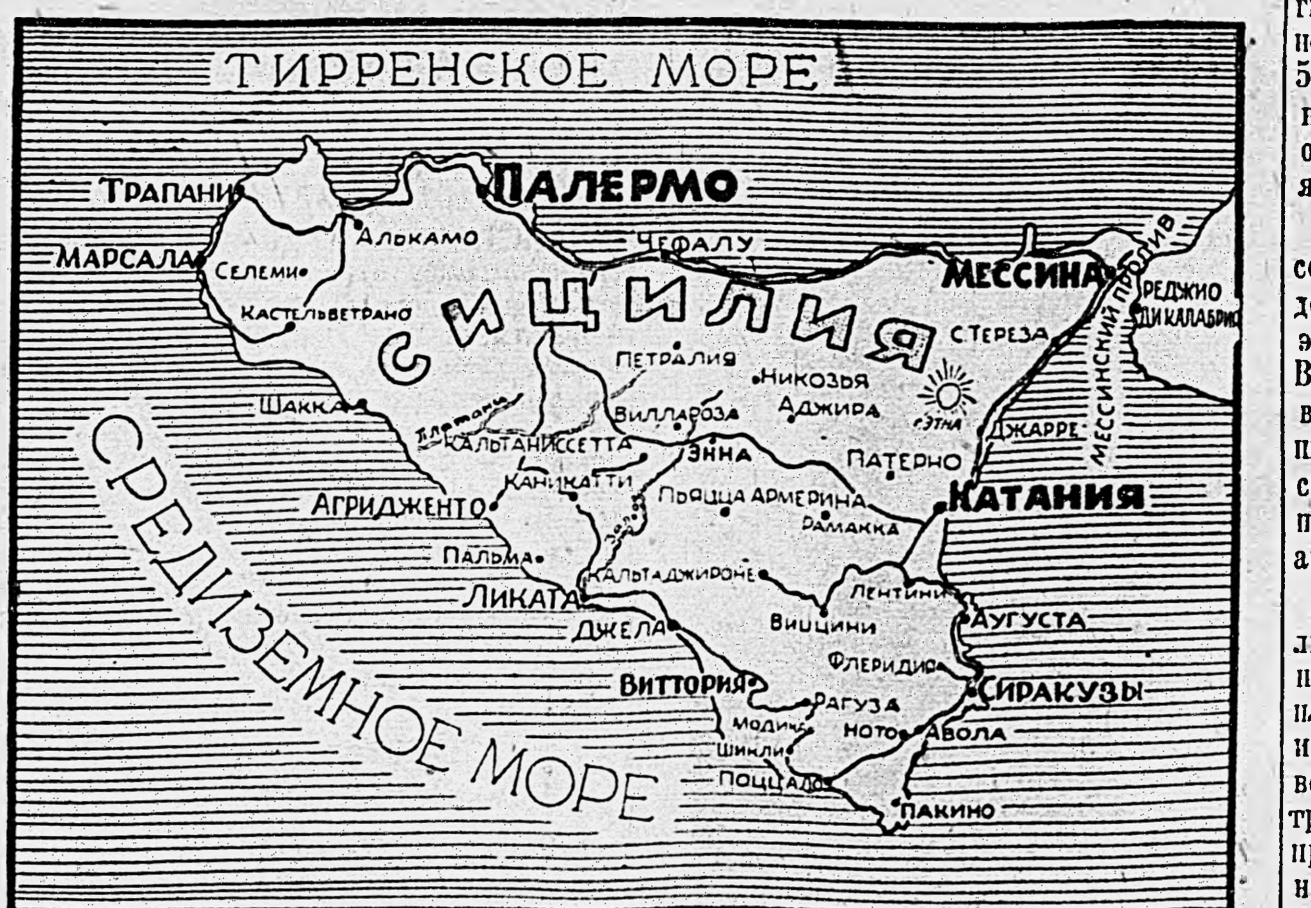 ТИРРЕНСКОЕ МОРЕ
ТРАПАНИ
ПАЛЕРМО
АЛЬКАМО
ЧЕФАЛУ
МАРСАЛА
СЕЛЕМИ
МЕССИНА
МЕССИНСКИЙ ПРОЛИВ
РЕДЖИО
ДИ КАЛАБРИЯ
КАСТЕЛЬВЕТРАНО
СИЦИЛИЯ
С. ТЕРЕЗА
ПЕТРАЛИЯ
НИКОЗЬЯ
АДЖИРА
Г. ЭТНА
ШАККА
ПЛАТАНИ
ВИЛЛАРОЗА
ДЖАРРЕ
КАЛЬТАНИССЕТТА
ЭННА
ПАТЕРНО
КАНИКАТТИ
ПЬЯЦЦА АРМЕРИНА
КАТАНИЯ
АГРИДЖЕНТО
РАМАККА
ПАЛЬМА
КАЛЬТАДЖИРОНЕ
ЛИКАТА
ЛЕНТИНИ
ДЖЕЛА
ВИЦЦИНИ
АУГУСТА
ФЛЕРИДИА
ВИТТОРИЯ
СИРАКУЗЫ
РАГУЗА
МОДИКА
НОТО
АВОЛА
ШИКЛИ
ПОЦЦАЛО
ПАКИНО
СРЕДИЗЕМНОЕ МОРЕ